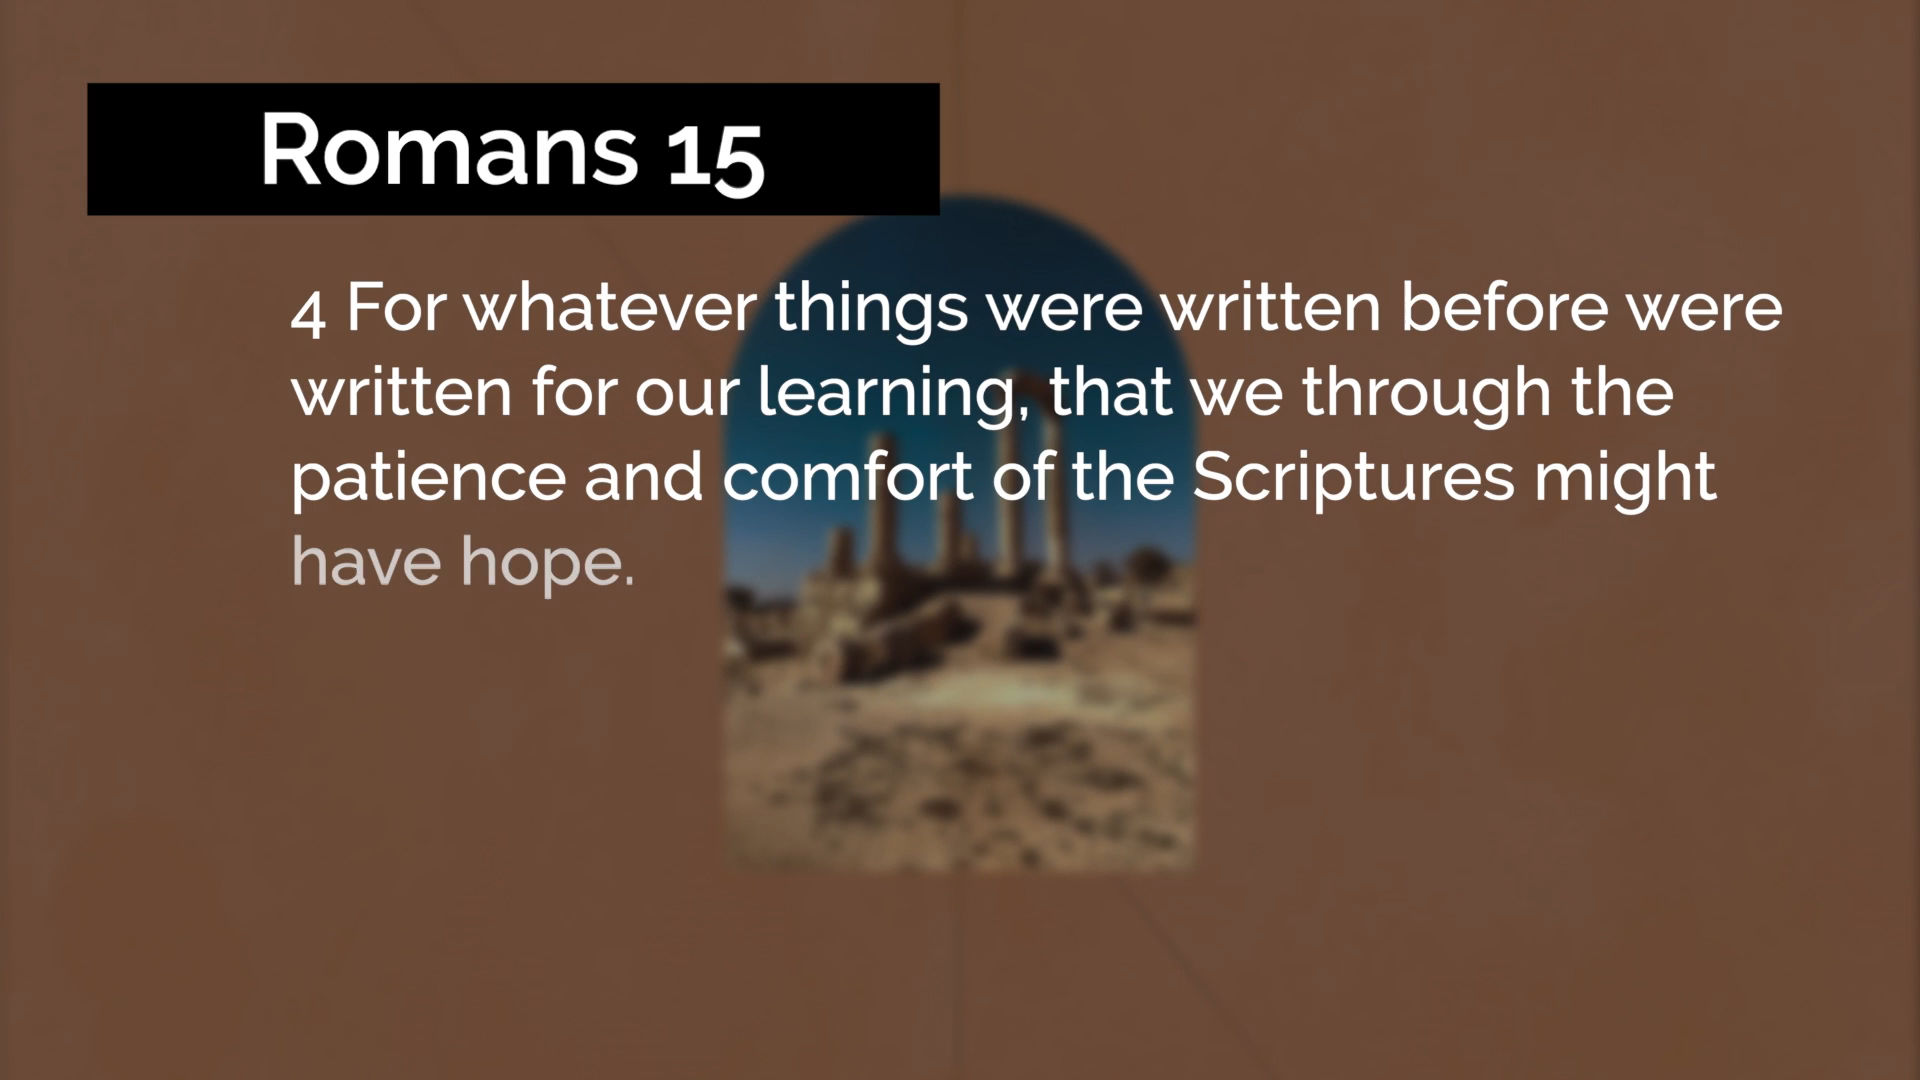 Romans 15
4 For whatever things were written before were
written for our learning, that we through the
patience and comfort of the Scriptures might
have hope.